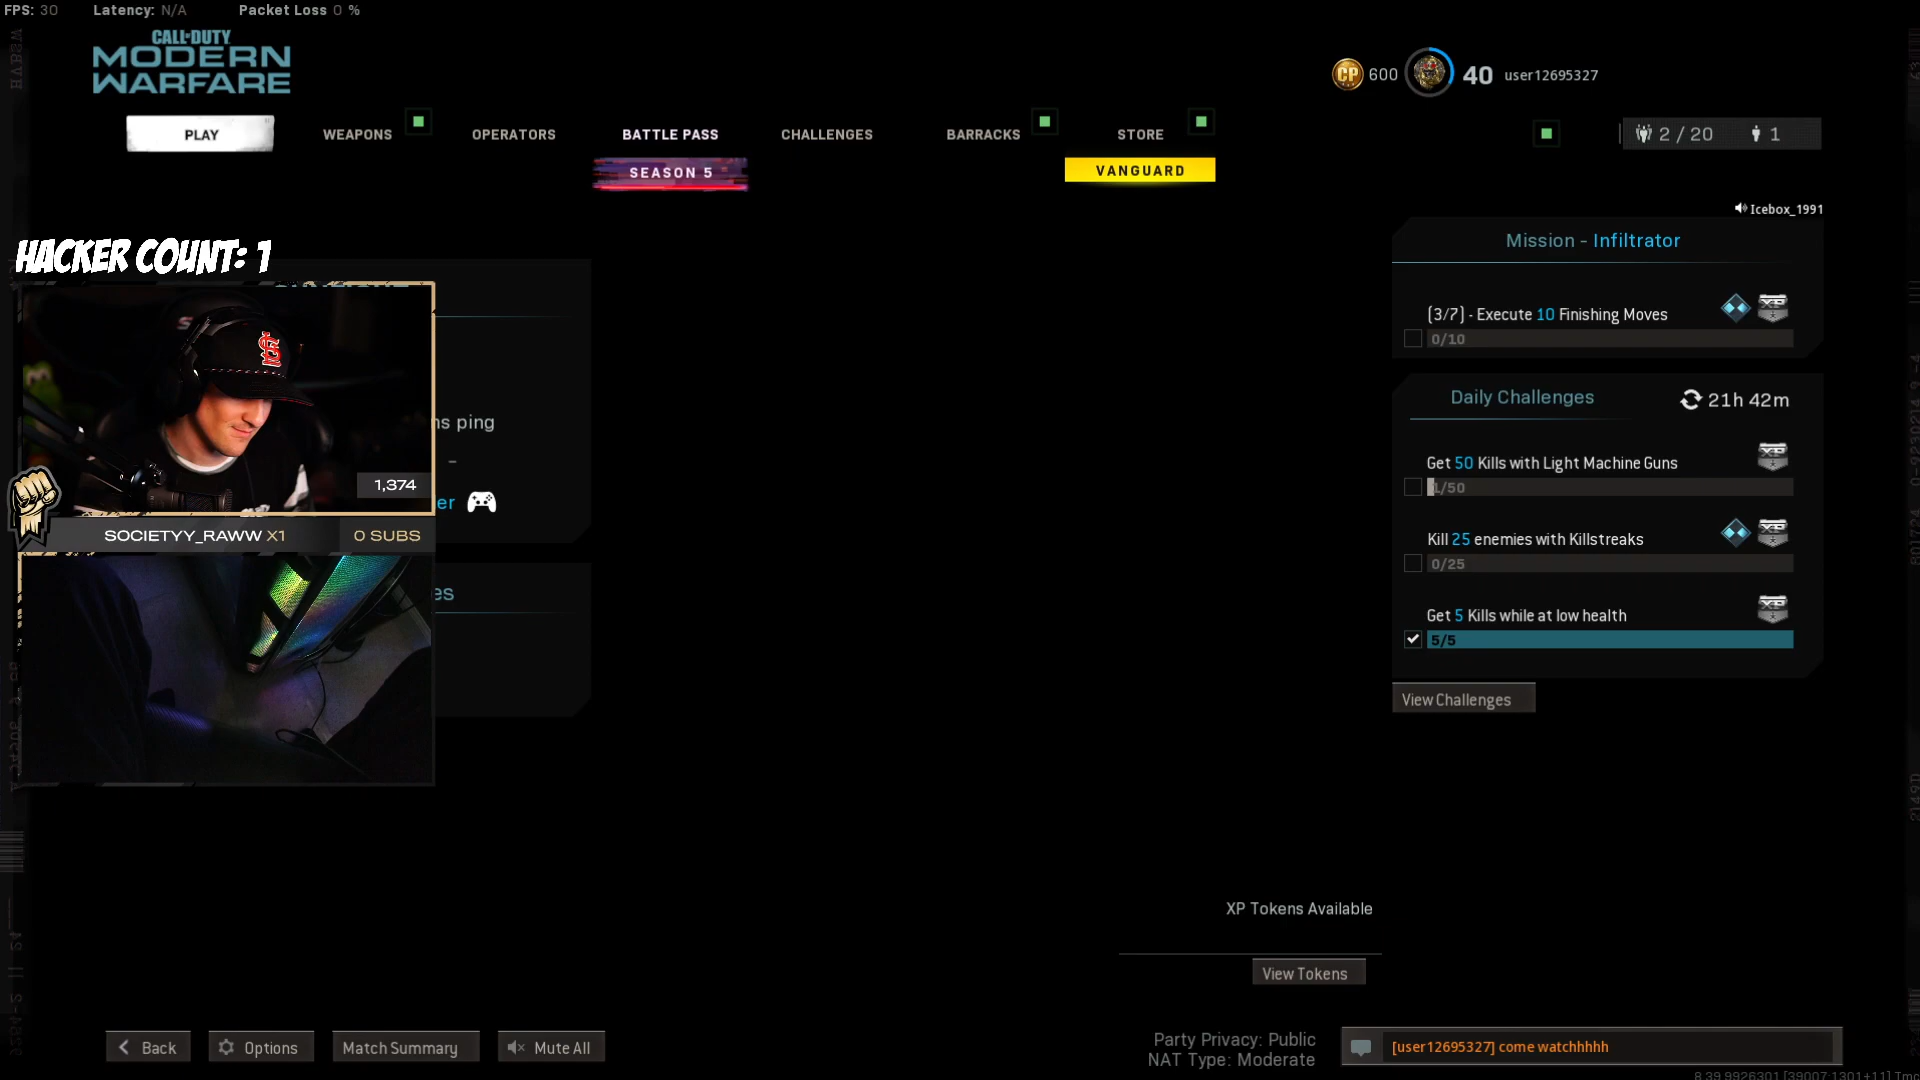 FPS: 30 Latency: N/A Packet Loss 0 %
CALL OF DUTY
MODERN
WARFARE
CP 600 40 user12695327
PLAY WEAPONS OPERATORS BATTLE PASS CHALLENGES BARRACKS STORE 2 / 20 1
SEASON 5 VANGUARD
Icebox_1991
HACKER COUNT: 1
Mission - Infiltrator
[3/7] - Execute 10 Finishing Moves
0/10
Daily Challenges 21h 42m
ns ping
Get 50 Kills with Light Machine Guns
1/50
1,374
er
SOCIETYY_RAWW X1 0 SUBS
Kill 25 enemies with Killstreaks
0/25
es
Get 5 Kills while at low health
5/5
View Challenges
XP Tokens Available
View Tokens
Back Options Match Summary Mute All
Party Privacy: Public
NAT Type: Moderate
[user12695327] come watchhhhh